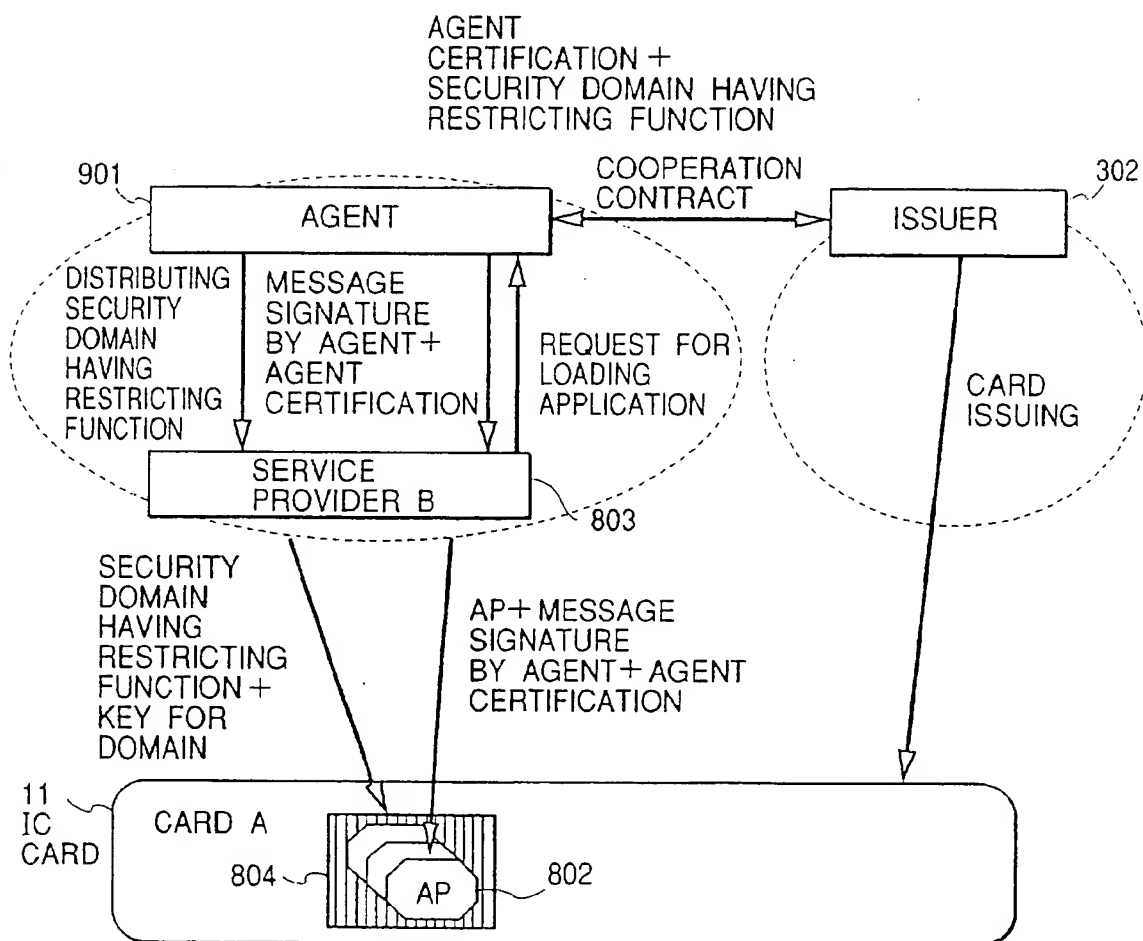 AGENT
CERTIFICATION +
SECURITY DOMAIN HAVING
RESTRICTING FUNCTION
901
AGENT
COOPERATION
CONTRACT
302
ISSUER
DISTRIBUTING
SECURITY
DOMAIN
HAVING
RESTRICTING
FUNCTION
MESSAGE
SIGNATURE
BY AGENT+
AGENT
CERTIFICATION
REQUEST FOR
LOADING
APPLICATION
CARD
ISSUING
SERVICE
PROVIDER B
803
SECURITY
DOMAIN
HAVING
RESTRICTING
FUNCTION+
KEY FOR
DOMAIN
AP+MESSAGE
SIGNATURE
BY AGENT+AGENT
CERTIFICATION
11
IC
CARD
CARD A
804
AP
802